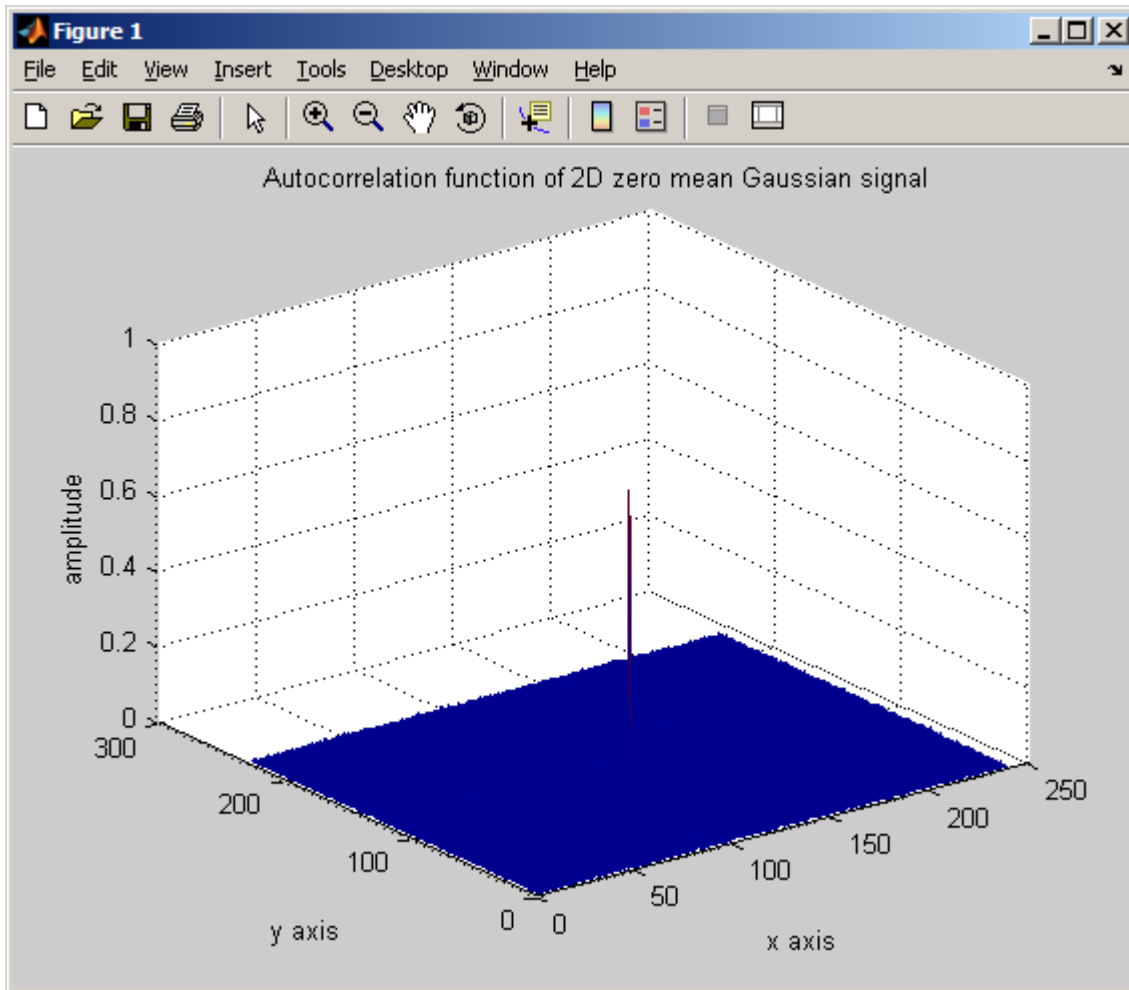 Figure 1
File Edit View Insert Tools Desktop Window Help
Autocorrelation function of 2D zero mean Gaussian signal
1
0.8
0.6
0.4
0.2
0
amplitude
300
200
100
0
y axis
0
50
100
150
200
250
x axis